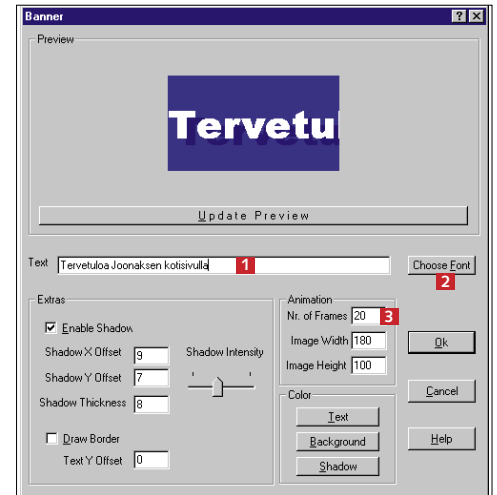 Banner
Preview
Tervetul
Update Preview
Text Tervetuloa Joonaksen kotisivulla 1 Choose Font
2
Extras
Enable Shadow
Shadow X Offset 9 Shadow Intensity
Shadow Y Offset 7
Shadow Thickness 8
Draw Border
Text Y Offset 0
Animation
Nr. of Frames 20 3
Image Width 180
Image Height 100
Color
Text
Background
Shadow
Ok
Cancel
Help